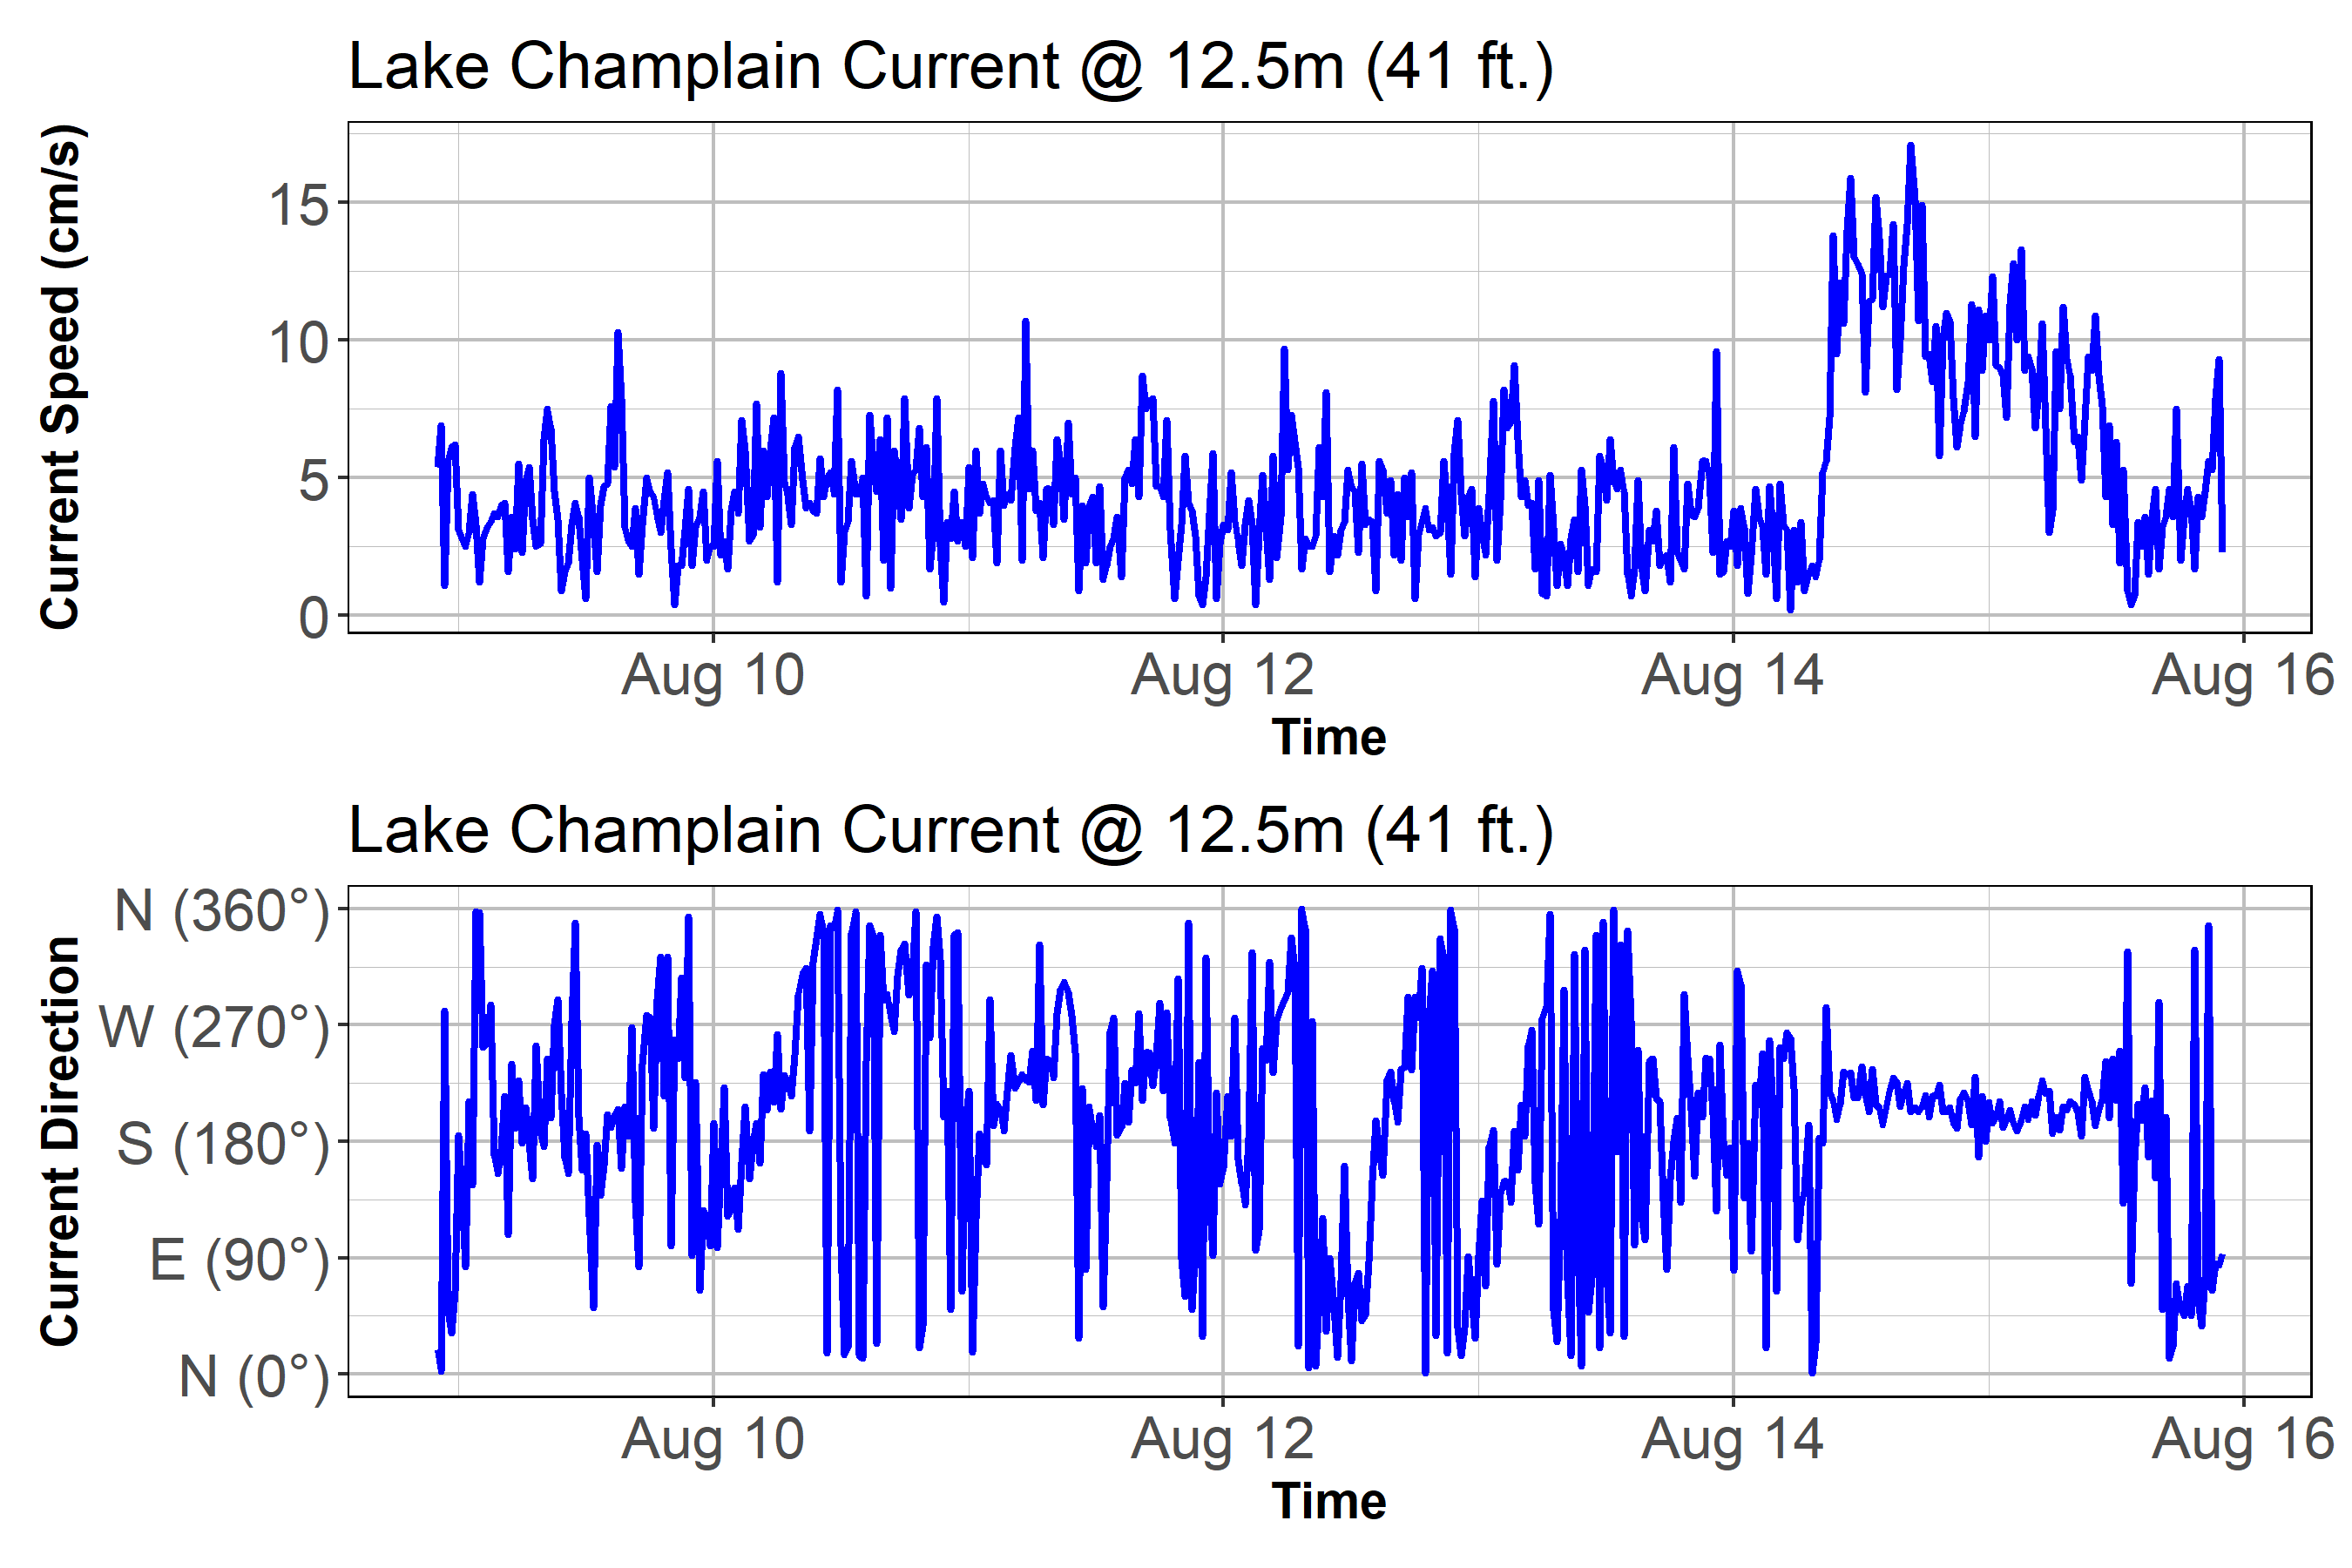 Lake Champlain Current @ 12.5m (41 ft.)
Current Speed (cm/s)
15
10
5
0
Aug 10 Aug 12 Aug 14 Aug 16
Time
Lake Champlain Current @ 12.5m (41 ft.)
Current Direction
N (360°)
W (270°)
S (180°)
E (90°)
N (0°)
Aug 10 Aug 12 Aug 14 Aug 16
Time